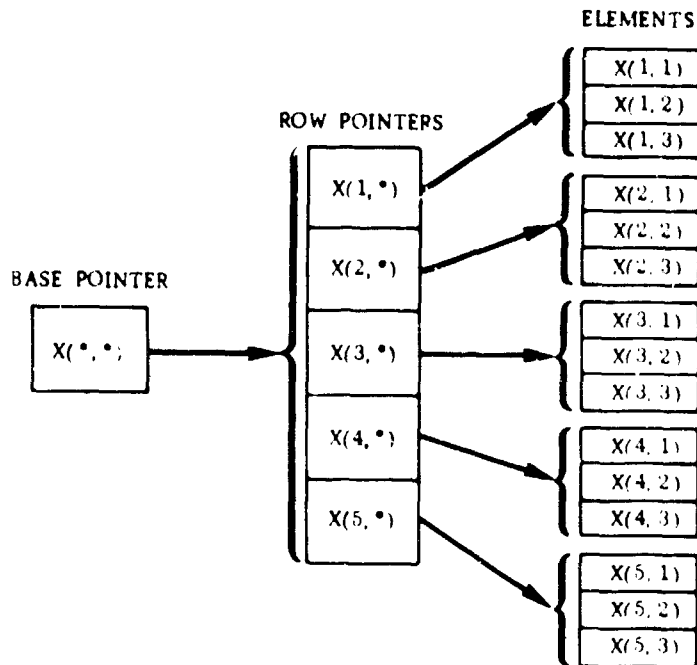 ELEMENTS
X(1, 1)
X(1, 2)
X(1, 3)
ROW POINTERS
X(1, *)
X(2, *)
X(3, *)
X(4, *)
X(5, *)
X(2, 1)
X(2, 2)
X(2, 3)
BASE POINTER
X(*, *)
X(3, 1)
X(3, 2)
X(3, 3)
X(4, 1)
X(4, 2)
X(4, 3)
X(5, 1)
X(5, 2)
X(5, 3)